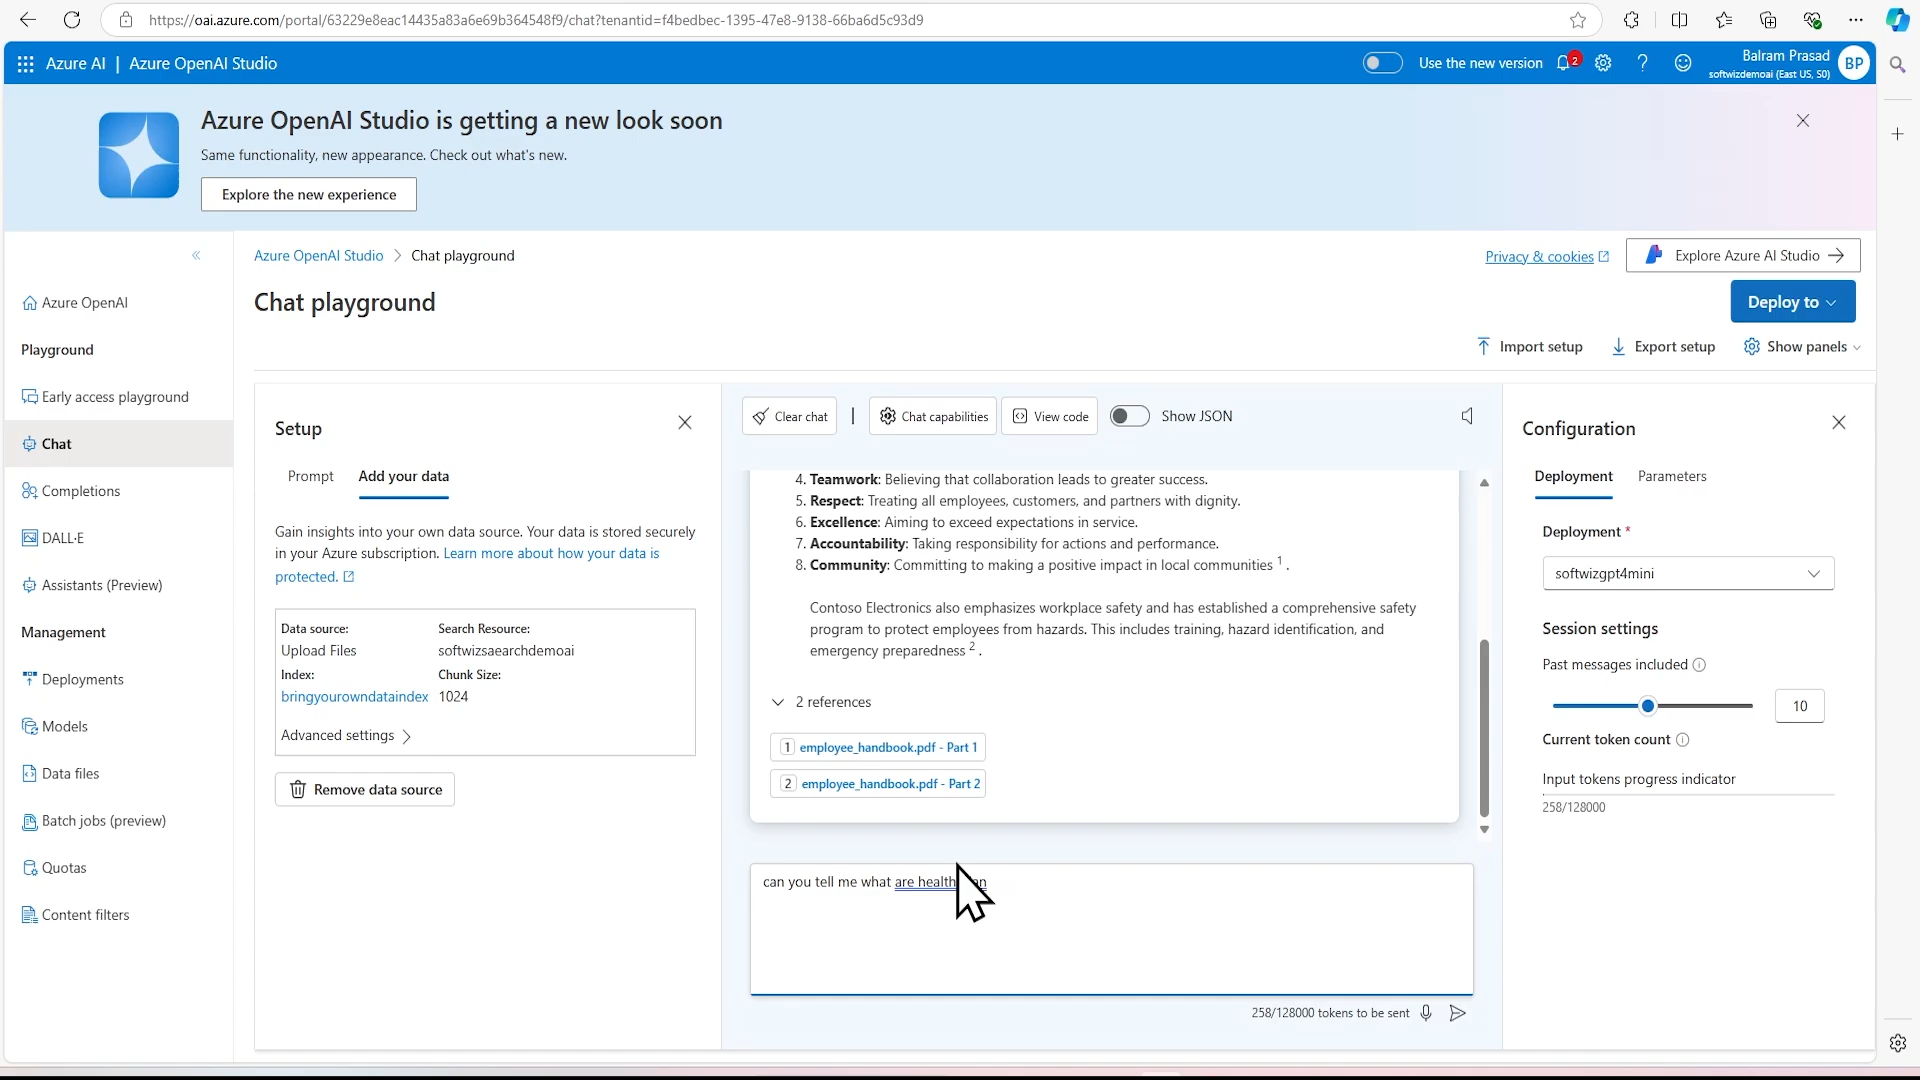 https://oai.azure.com/portal/63229e8eac14435a83a6e69b364548f9/chat?tenantid=f4bedbec-1395-47e8-9138-66ba6d5c93d9
Azure AI | Azure OpenAI Studio
Use the new version
2
Balram Prasad
softwizdemoai (East US, S0)
BP
Azure OpenAI Studio is getting a new look soon
Same functionality, new appearance. Check out what's new.
Explore the new experience
Azure OpenAI Studio > Chat playground
Privacy & cookies
Explore Azure AI Studio
Chat playground
Deploy to
Import setup
Export setup
Show panels
Azure OpenAI
Playground
Early access playground
Chat
Completions
DALL·E
Assistants (Preview)
Management
Deployments
Models
Data files
Batch jobs (preview)
Quotas
Content filters
Setup
Prompt
Add your data
Gain insights into your own data source. Your data is stored securely
in your Azure subscription. Learn more about how your data is
protected.
Data source:
Search Resource:
Upload Files
softwizsaearchdemoai
Index:
Chunk Size:
bringyourowndataindex
1024
Advanced settings
Remove data source
Clear chat
Chat capabilities
View code
Show JSON
4. Teamwork: Believing that collaboration leads to greater success.
5. Respect: Treating all employees, customers, and partners with dignity.
6. Excellence: Aiming to exceed expectations in service.
7. Accountability: Taking responsibility for actions and performance.
8. Community: Committing to making a positive impact in local communities 1 .
Contoso Electronics also emphasizes workplace safety and has established a comprehensive safety
program to protect employees from hazards. This includes training, hazard identification, and
emergency preparedness 2 .
2 references
1 employee_handbook.pdf - Part 1
2 employee_handbook.pdf - Part 2
can you tell me what are health
258/128000 tokens to be sent
Configuration
Deployment
Parameters
Deployment *
softwizgpt4mini
Session settings
Past messages included
10
Current token count
Input tokens progress indicator
258/128000